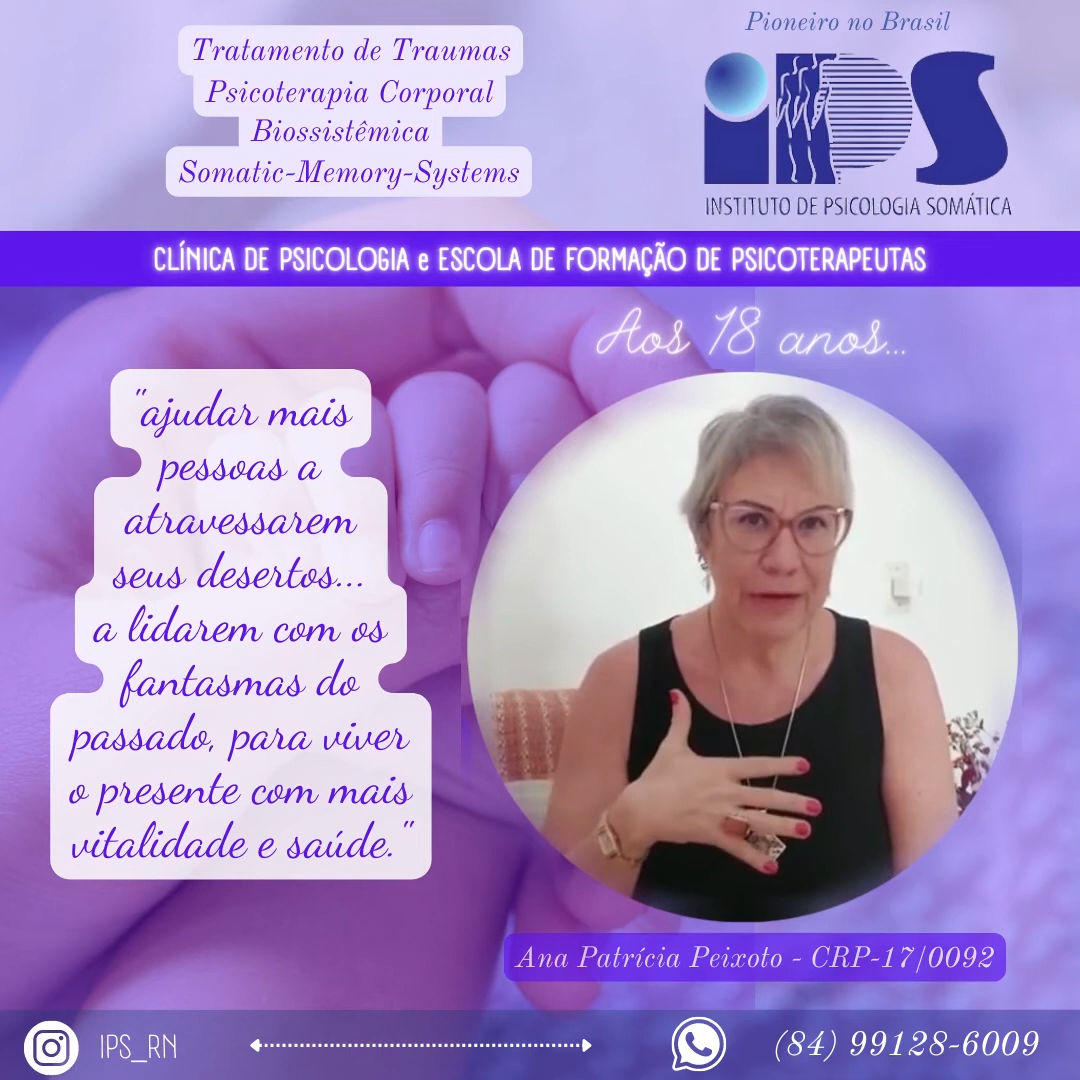 Tratamento de Traumas
Psicoterapia Corporal
Biossistêmica
Somatic-Memory-Systems
Pioneiro no Brasil
iPS
INSTITUTO DE PSICOLOGIA SOMÁTICA
CLÍNICA DE PSICOLOGIA e ESCOLA DE FORMAÇÃO DE PSICOTERAPEUTAS
Aos 18 anos...
"ajudar mais
pessoas a
atravessarem
seus desertos...
a lidarem com os
fantasmas do
passado, para viver
o presente com mais
vitalidade e saúde."
Ana Patrícia Peixoto - CRP-17/0092
IPS_RN
(84) 99128-6009